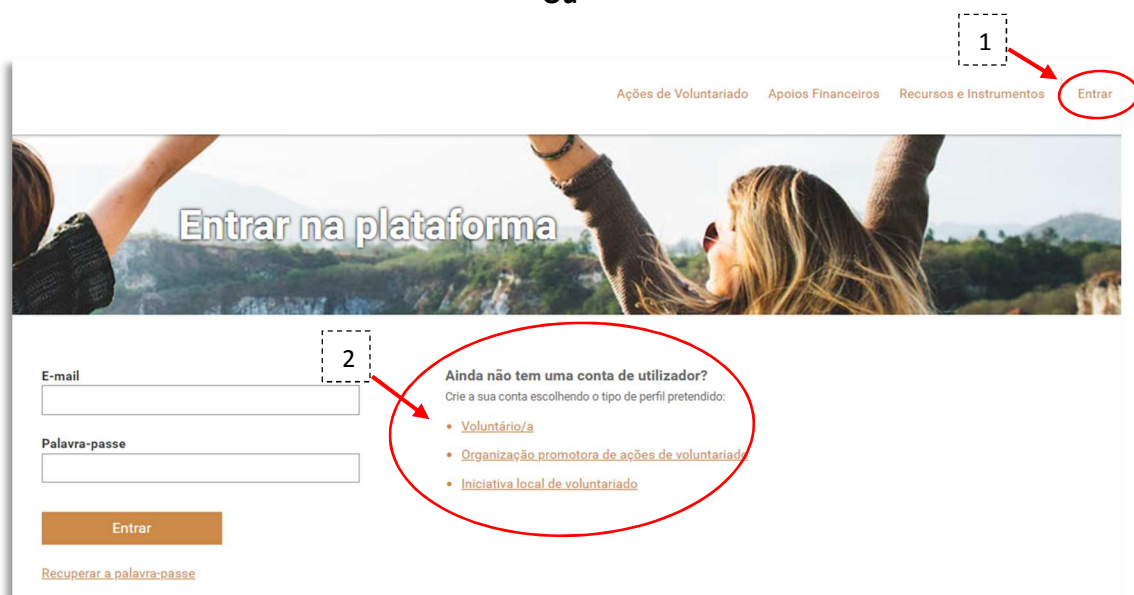 Ou
1
Ações de Voluntariado Apoios Financeiros Recursos e Instrumentos Entrar
Entrar na plataforma
2
E-mail
Palavra-passe
Entrar
Recuperar a palavra-passe
Ainda não tem uma conta de utilizador?
Crie a sua conta escolhendo o tipo de perfil pretendido:
Voluntário/a
Organização promotora de ações de voluntariado
Iniciativa local de voluntariado